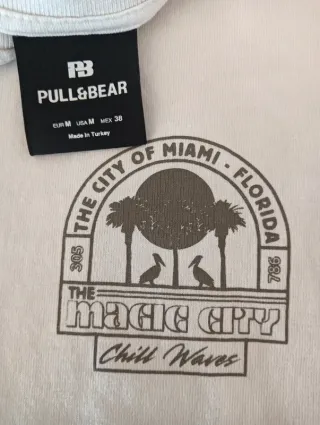 PB
PULL&BEAR
EUR M USA M MEX 38
Made in Turkey
THE CITY OF MIAMI - FLORIDA
305
786
THE
MAGIC CITY
Chill Waves